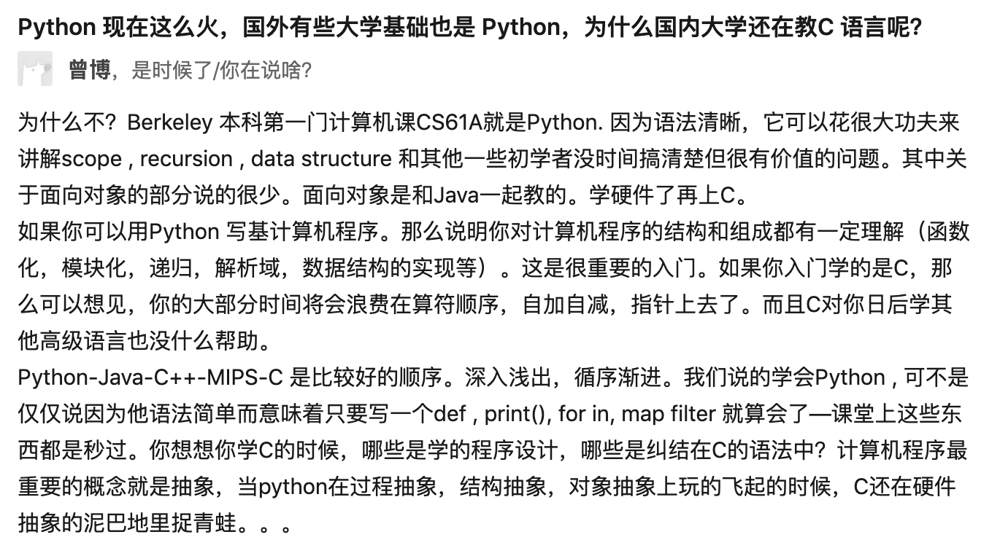 Python 现在这么火，国外有些大学基础也是 Python，为什么国内大学还在教C 语言呢？
曾博，是时候了/你在说啥？
为什么不？Berkeley 本科第一门计算机课CS61A就是Python. 因为语法清晰，它可以花很大功夫来
讲解scope , recursion , data structure 和其他一些初学者没时间搞清楚但很有价值的问题。其中关
于面向对象的部分说的很少。面向对象是和Java一起教的。学硬件了再上C。
如果你可以用Python 写基计算机程序。那么说明你对计算机程序的结构和组成都有一定理解（函数
化，模块化，递归，解析域，数据结构的实现等）。这是很重要的入门。如果你入门学的是C，那
么可以想见，你的大部分时间将会浪费在算符顺序，自加自减，指针上去了。而且C对你日后学其
他高级语言也没什么帮助。
Python-Java-C++-MIPS-C 是比较好的顺序。深入浅出，循序渐进。我们说的学会Python , 可不是
仅仅说因为他语法简单而意味着只要写一个def , print(), for in, map filter 就算会了—课堂上这些东
西都是秒过。你想想你学C的时候，哪些是学的程序设计，哪些是纠结在C的语法中？计算机程序最
重要的概念就是抽象，当python在过程抽象，结构抽象，对象抽象上玩的飞起的时候，C还在硬件
抽象的泥巴地里捉青蛙。。。